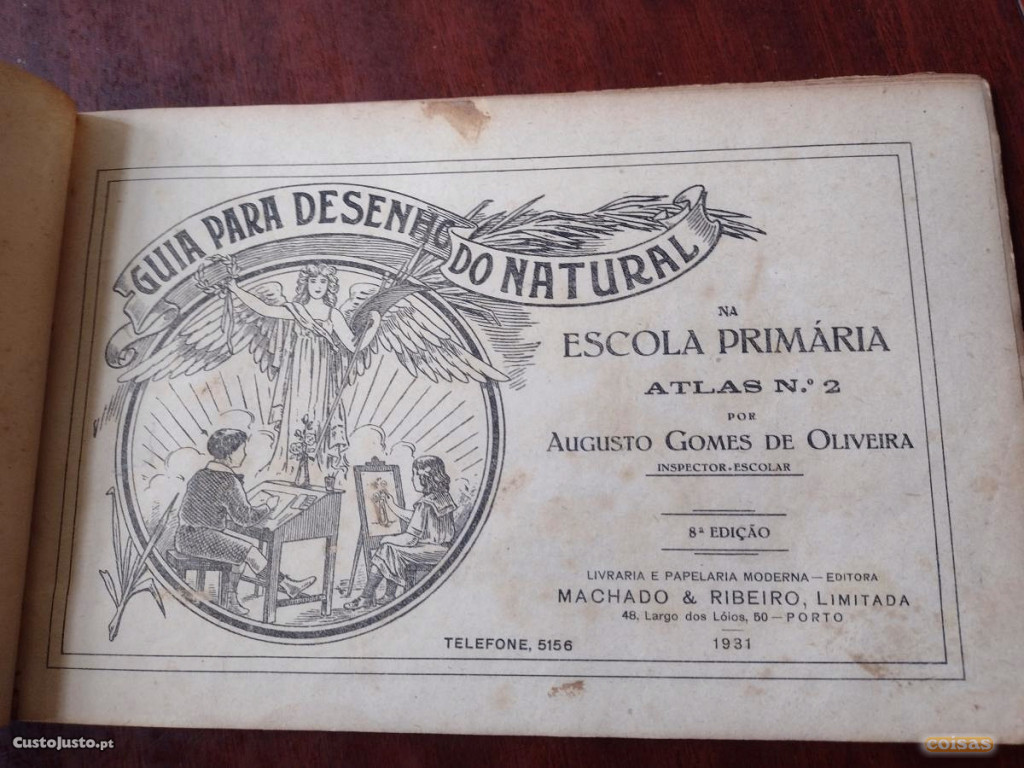 GUIA PARA DESENHO
DO NATURAL
NA
ESCOLA PRIMÁRIA
ATLAS N.º 2
POR
AUGUSTO GOMES DE OLIVEIRA
INSPECTOR-ESCOLAR
8ª EDIÇÃO
LIVRARIA E PAPELARIA MODERNA — EDITORA
MACHADO & RIBEIRO, LIMITADA
48, Largo dos Lóios, 50 — PORTO
TELEFONE, 5156
1931
CustoJusto.pt
coisas